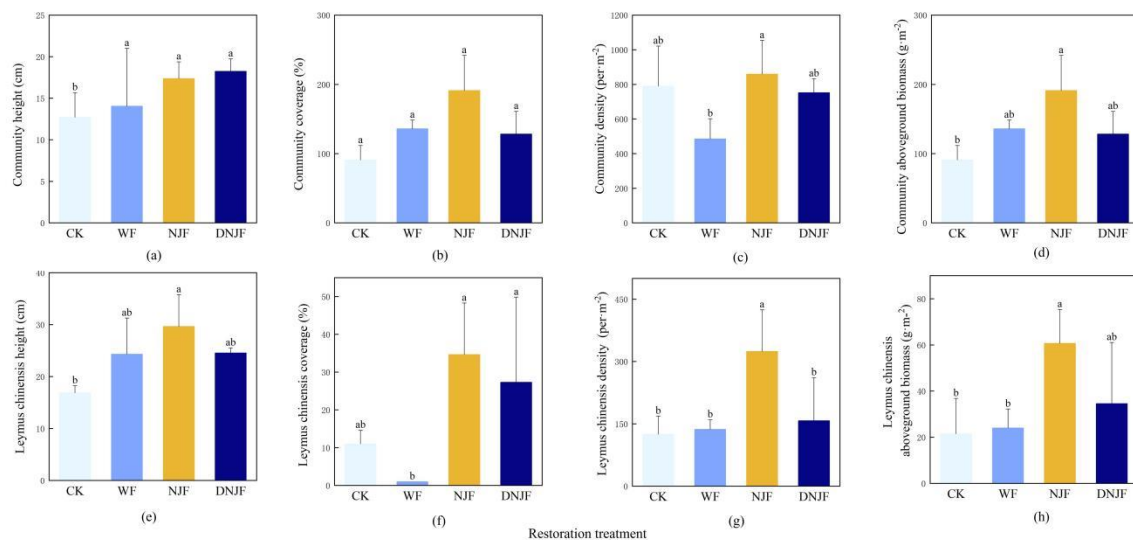 Community height (cm)
25
20
15
10
5
0
b
a
a
a
CK WF NJF DNJF
(a)
Community coverage (%)
300
200
100
0
a
a
a
a
CK WF NJF DNJF
(b)
Community density (per·m-2)
1200
1000
800
600
400
200
0
ab
b
a
ab
CK WF NJF DNJF
(c)
Community aboveground biomass (g·m-2)
300
200
100
0
b
ab
a
ab
CK WF NJF DNJF
(d)
Leymus chinensis height (cm)
40
30
20
10
0
b
ab
a
ab
CK WF NJF DNJF
(e)
Leymus chinensis coverage (%)
50
40
30
20
10
0
ab
b
a
a
CK WF NJF DNJF
(f)
Leymus chinensis density (per·m-2)
450
300
150
0
b
b
a
b
CK WF NJF DNJF
(g)
Leymus chinensis
aboveground biomass (g·m-2)
80
60
40
20
0
b
b
a
ab
CK WF NJF DNJF
(h)
Restoration treatment